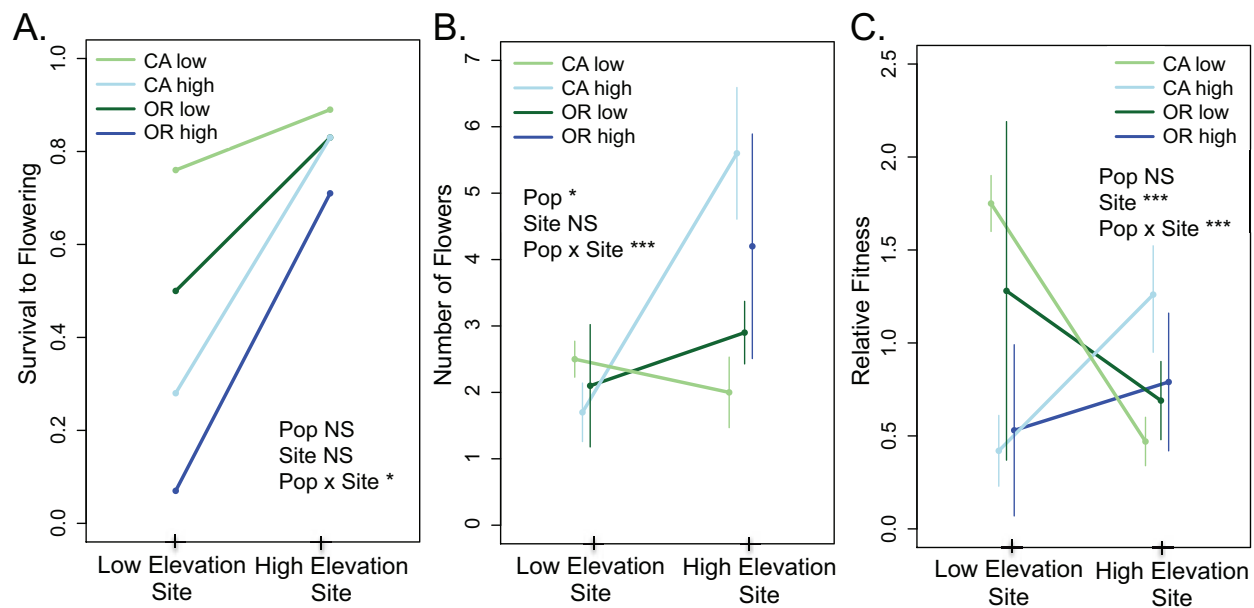 A.
Survival to Flowering
1.0
0.8
0.6
0.4
0.2
0.0
CA low
CA high
OR low
OR high
Pop NS
Site NS
Pop x Site *
Low Elevation Site
High Elevation Site
B.
Number of Flowers
7
6
5
4
3
2
1
0
CA low
CA high
OR low
OR high
Pop *
Site NS
Pop x Site ***
Low Elevation Site
High Elevation Site
C.
Relative Fitness
2.5
2.0
1.5
1.0
0.5
0.0
CA low
CA high
OR low
OR high
Pop NS
Site ***
Pop x Site ***
Low Elevation Site
High Elevation Site